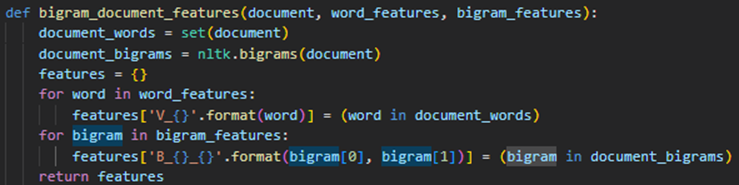 def bigram_document_features(document, word_features, bigram_features):
    document_words = set(document)
    document_bigrams = nltk.bigrams(document)
    features = {}
    for word in word_features:
        features['V_{}'.format(word)] = (word in document_words)
    for bigram in bigram_features:
        features['B_{}_{}'.format(bigram[0], bigram[1])] = (bigram in document_bigrams)
    return features